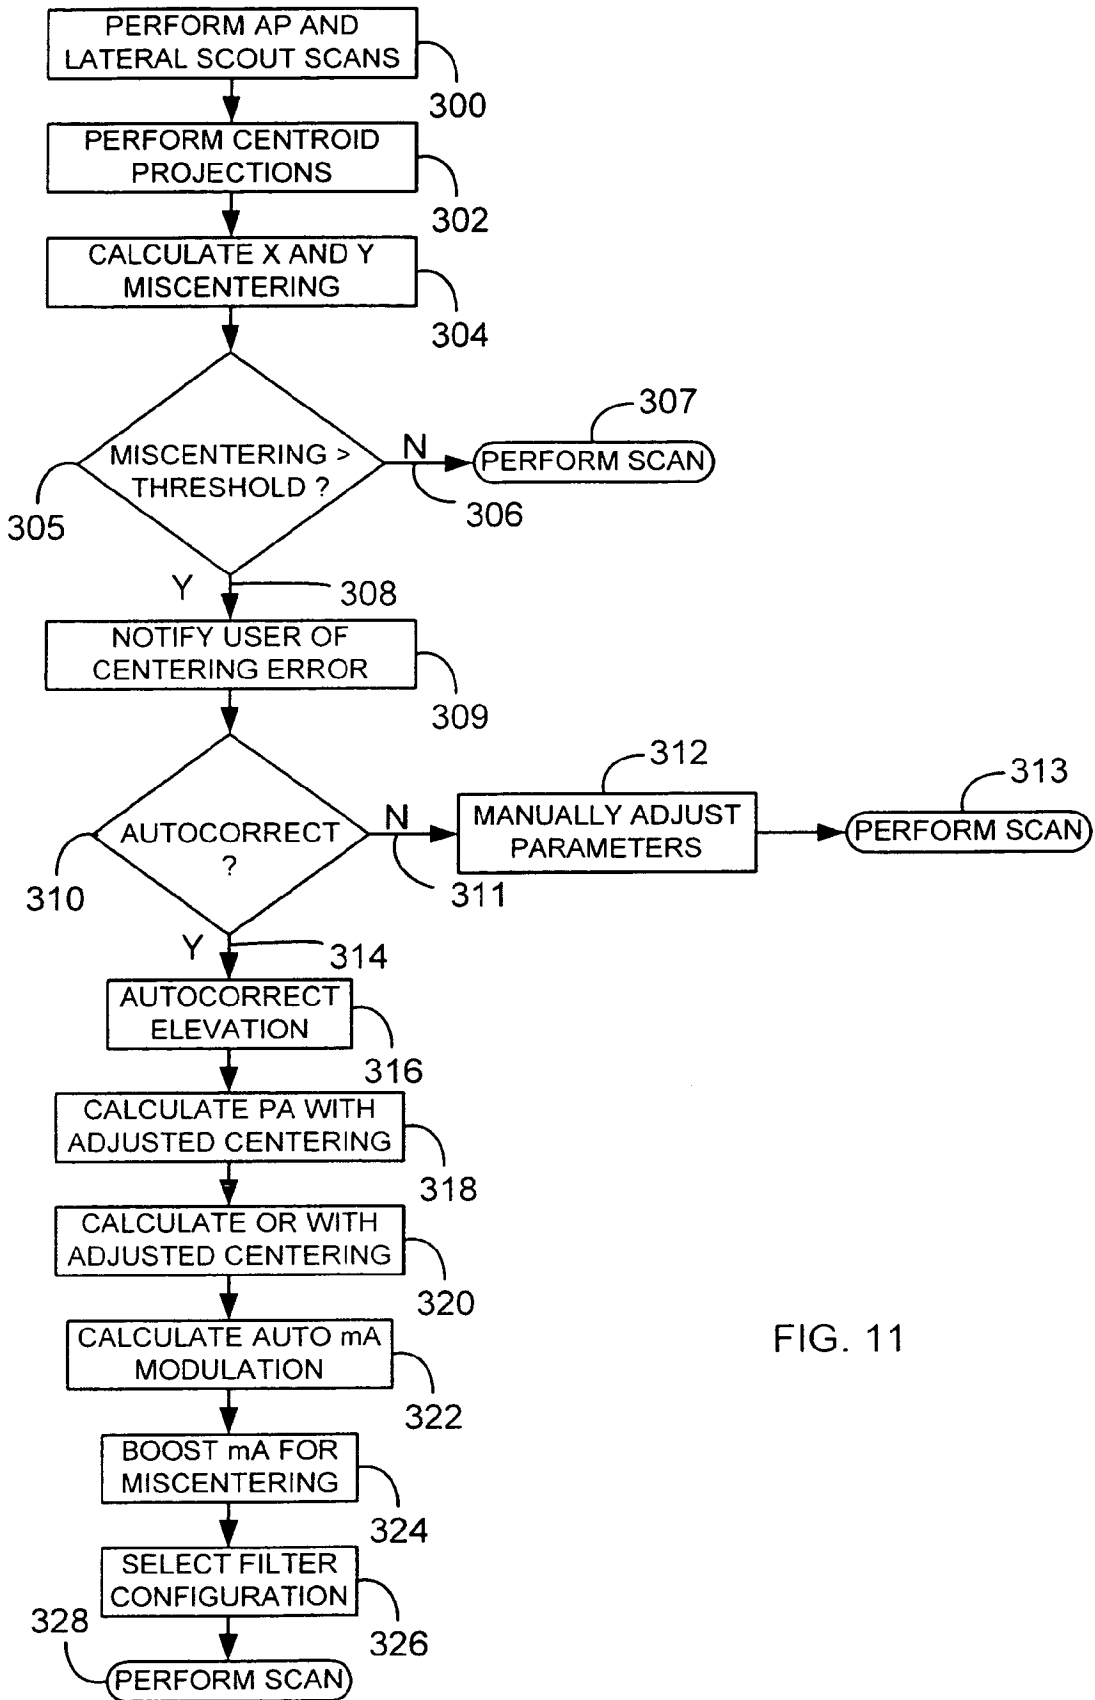 PERFORM AP AND
LATERAL SCOUT SCANS
300
PERFORM CENTROID
PROJECTIONS
302
CALCULATE X AND Y
MISCENTERING
304
MISCENTERING >
THRESHOLD ?
305
N
306
307
PERFORM SCAN
Y
308
NOTIFY USER OF
CENTERING ERROR
309
AUTOCORRECT
?
310
N
311
312
MANUALLY ADJUST
PARAMETERS
313
PERFORM SCAN
Y
314
AUTOCORRECT
ELEVATION
316
CALCULATE PA WITH
ADJUSTED CENTERING
318
CALCULATE OR WITH
ADJUSTED CENTERING
320
CALCULATE AUTO mA
MODULATION
322
BOOST mA FOR
MISCENTERING
324
SELECT FILTER
CONFIGURATION
326
328
PERFORM SCAN
FIG. 11